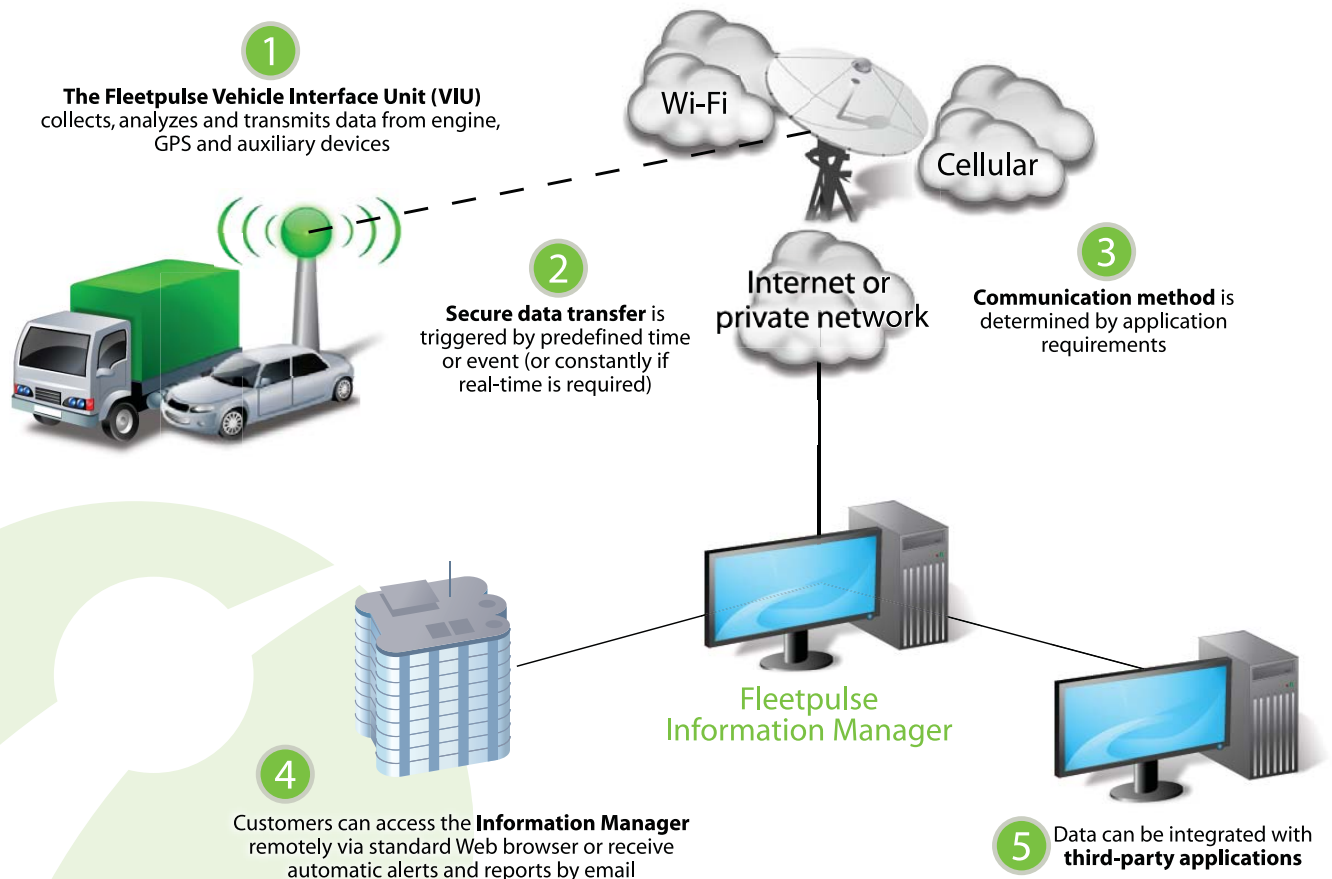 1
The Fleetpulse Vehicle Interface Unit (VIU)
collects, analyzes and transmits data from engine,
GPS and auxiliary devices
Wi-Fi
Cellular
2
Secure data transfer is
triggered by predefined time
or event (or constantly if
real-time is required)
Internet or
private network
3
Communication method is
determined by application
requirements
Fleetpulse
Information Manager
4
Customers can access the Information Manager
remotely via standard Web browser or receive
automatic alerts and reports by email
5
Data can be integrated with
third-party applications